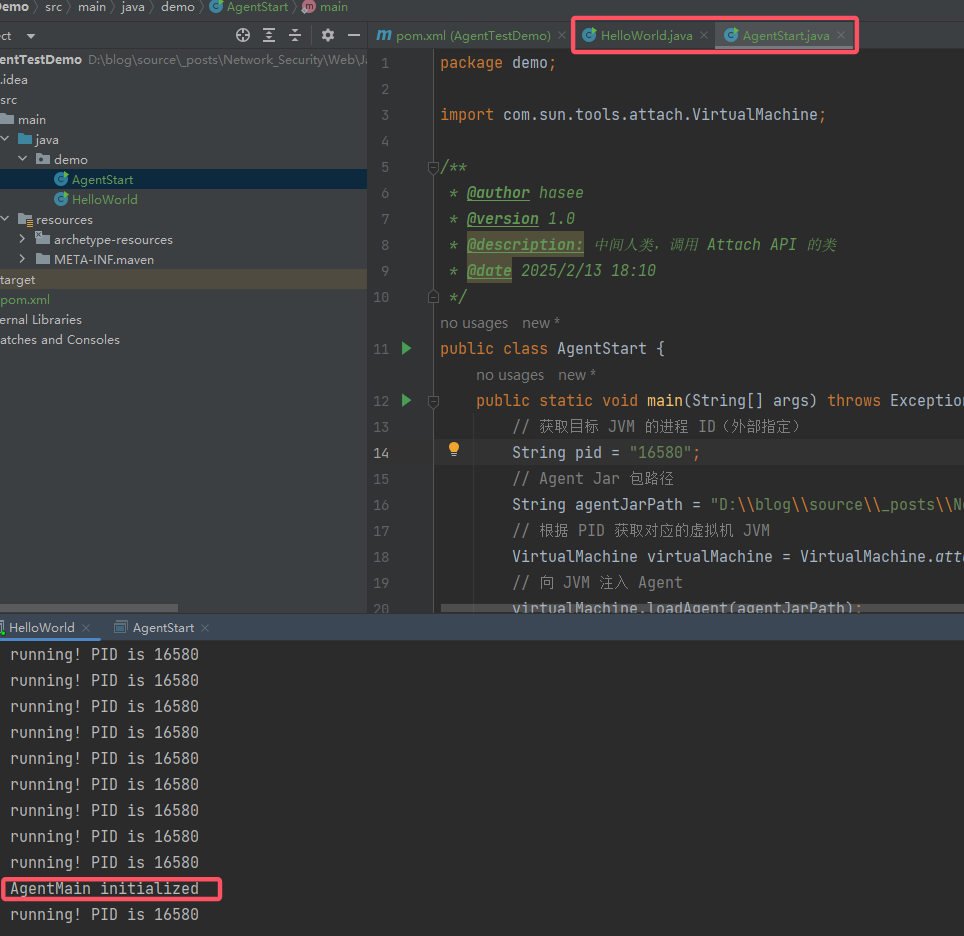 emo src main java demo AgentStart main
ct
pom.xml (AgentTestDemo) HelloWorld.java AgentStart.java
entTestDemo D:\blog\source\_posts\Network_Security\Web\J
.idea
src
main
java
demo
AgentStart
HelloWorld
resources
archetype-resources
META-INF.maven
target
pom.xml
ernal Libraries
atches and Consoles
1 package demo;
2
3 import com.sun.tools.attach.VirtualMachine;
4
5 /**
6 * @author hasee
7 * @version 1.0
8 * @description: 中间人类，调用 Attach API 的类
9 * @date 2025/2/13 18:10
10 */
no usages new *
11 public class AgentStart {
no usages new *
12 public static void main(String[] args) throws Exception
13 // 获取目标 JVM 的进程 ID（外部指定）
14 String pid = "16580";
15 // Agent Jar 包路径
16 String agentJarPath = "D:\\blog\\source\\_posts\\N
17 // 根据 PID 获取对应的虚拟机 JVM
18 VirtualMachine virtualMachine = VirtualMachine.att
19 // 向 JVM 注入 Agent
20 virtualMachine.loadAgent(agentJarPath);
HelloWorld AgentStart
running! PID is 16580
running! PID is 16580
running! PID is 16580
running! PID is 16580
running! PID is 16580
running! PID is 16580
running! PID is 16580
running! PID is 16580
running! PID is 16580
AgentMain initialized
running! PID is 16580